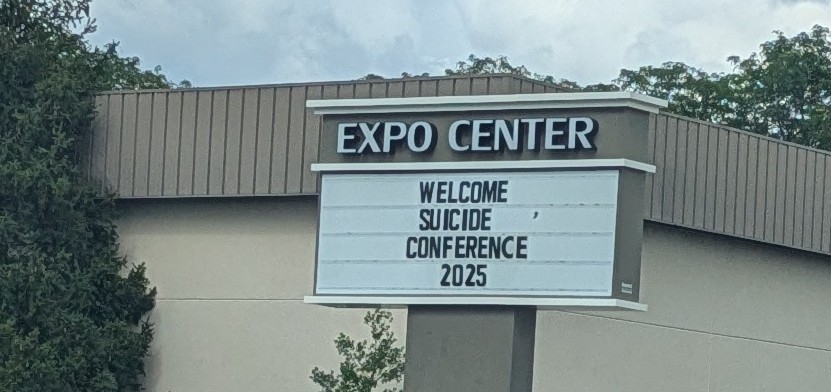 EXPO CENTER
WELCOME
SUICIDE ,
CONFERENCE
2025